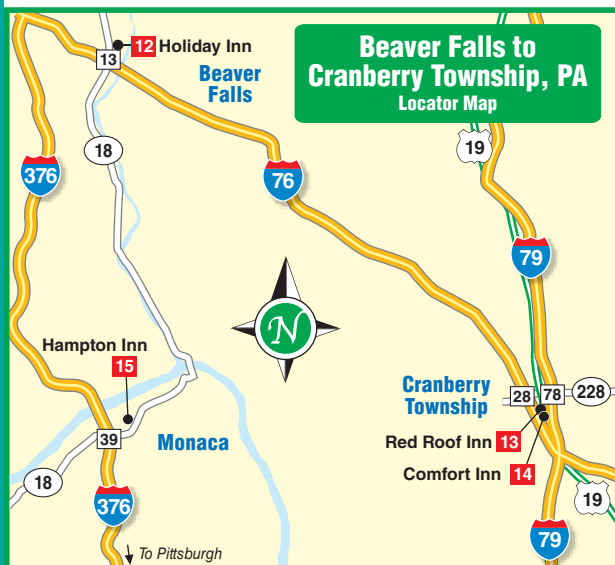 Beaver Falls to
Cranberry Township, PA
Locator Map
12 Holiday Inn
13
Beaver
Falls
19
18
376
76
79
N
Hampton Inn
15
Cranberry
Township
28
78
228
39
Monaca
Red Roof Inn 13
Comfort Inn 14
18
376
19
79
To Pittsburgh